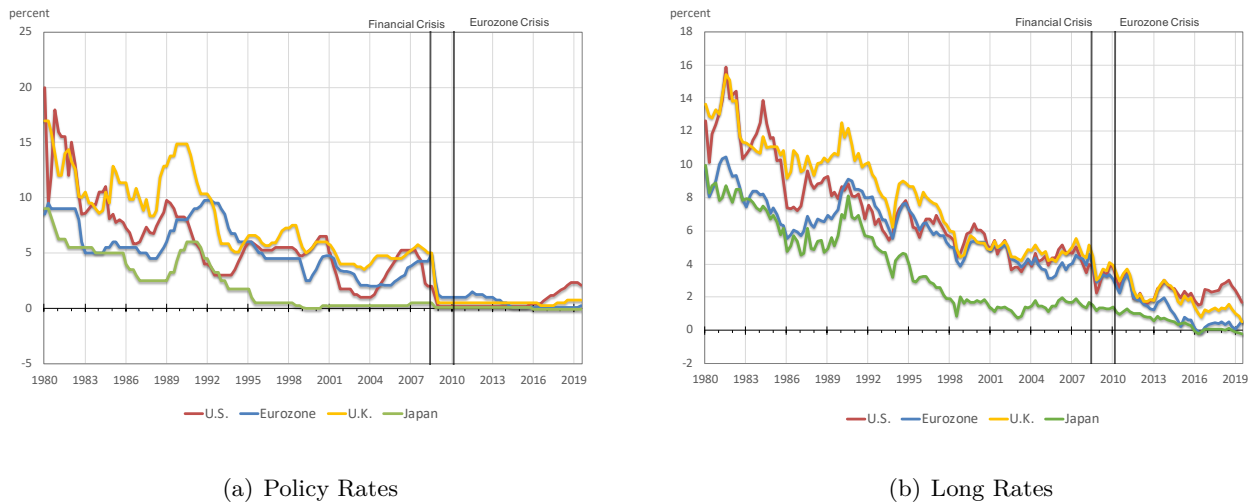 percent
Financial Crisis
Eurozone Crisis
25
20
15
10
5
0
-5
1980 1983 1986 1989 1992 1995 1998 2001 2004 2007 2010 2013 2016 2019
U.S. Eurozone U.K. Japan
(a) Policy Rates
percent
Financial Crisis
Eurozone Crisis
18
16
14
12
10
8
6
4
2
0
-2
1980 1983 1986 1989 1992 1995 1998 2001 2004 2007 2010 2013 2016 2019
U.S. Eurozone U.K. Japan
(b) Long Rates